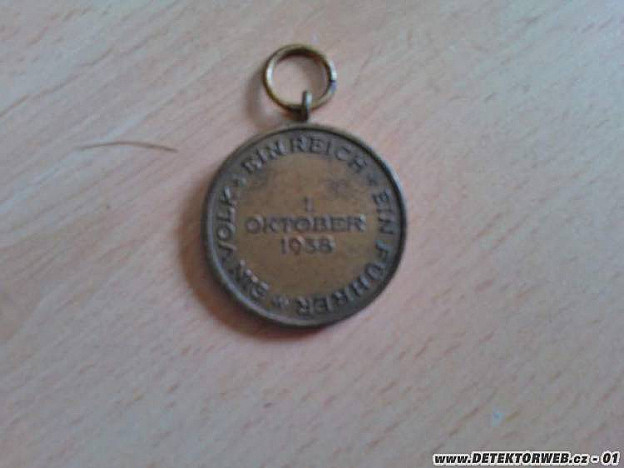 EIN VOLK * EIN REICH * EIN FÜHRER *
1.
OKTOBER
1938
www.DETEKTORWEB.cz - 01